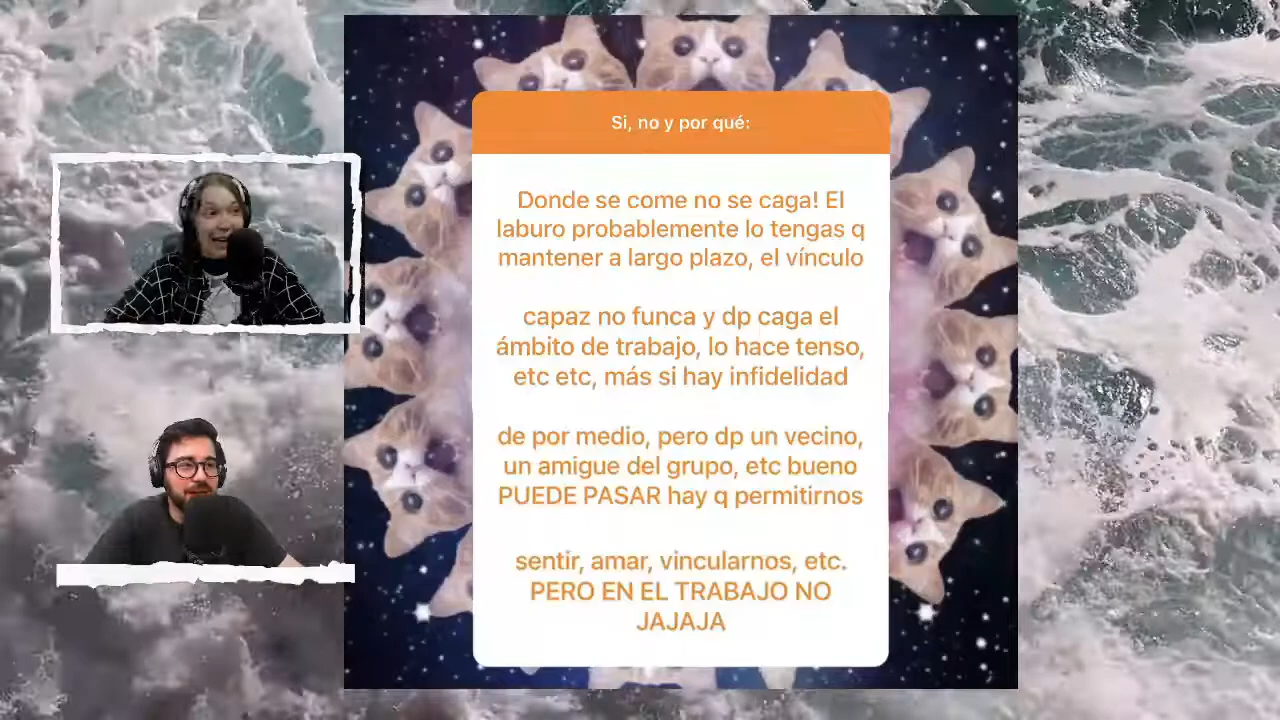 Si, no y por qué:
Donde se come no se caga! El
laburo probablemente lo tengas q
mantener a largo plazo, el vínculo
capaz no funca y dp caga el
ámbito de trabajo, lo hace tenso,
etc etc, más si hay infidelidad
de por medio, pero dp un vecino,
un amigue del grupo, etc bueno
PUEDE PASAR hay q permitirnos
sentir, amar, vincularnos, etc.
PERO EN EL TRABAJO NO
JAJAJA